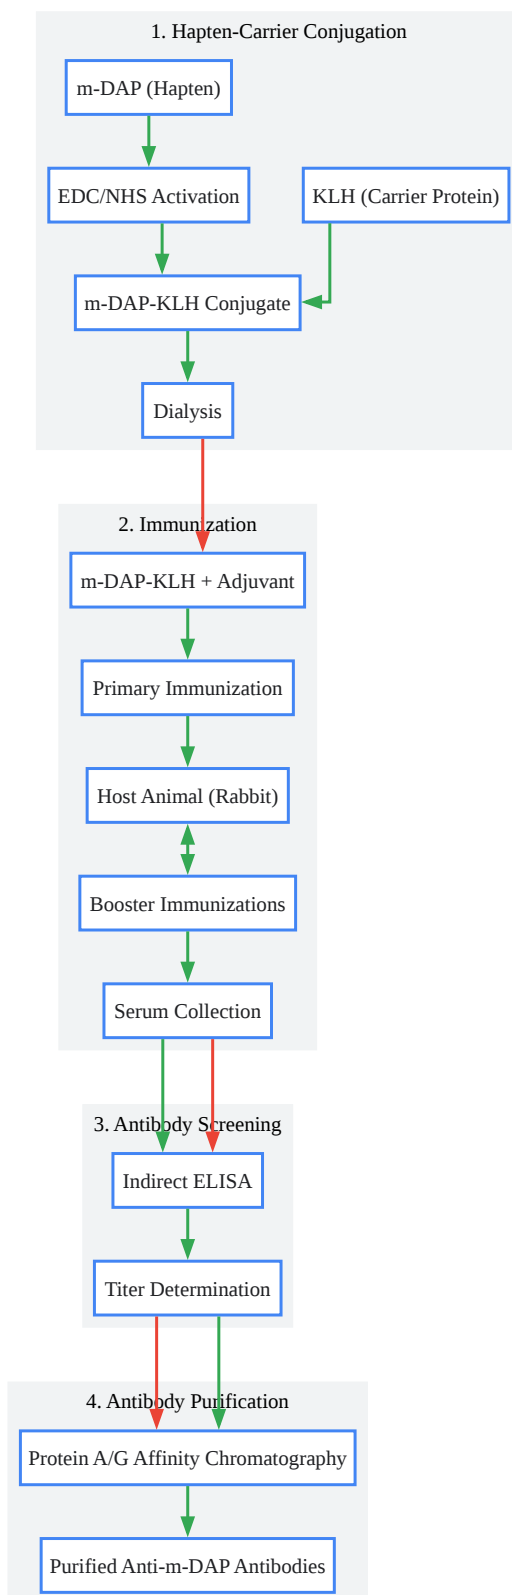 1. Hapten-Carrier Conjugation
m-DAP (Hapten)
EDC/NHS Activation
KLH (Carrier Protein)
m-DAP-KLH Conjugate
Dialysis
2. Immunization
m-DAP-KLH + Adjuvant
Primary Immunization
Host Animal (Rabbit)
Booster Immunizations
Serum Collection
3. Antibody Screening
Indirect ELISA
Titer Determination
4. Antibody Purification
Protein A/G Affinity Chromatography
Purified Anti-m-DAP Antibodies